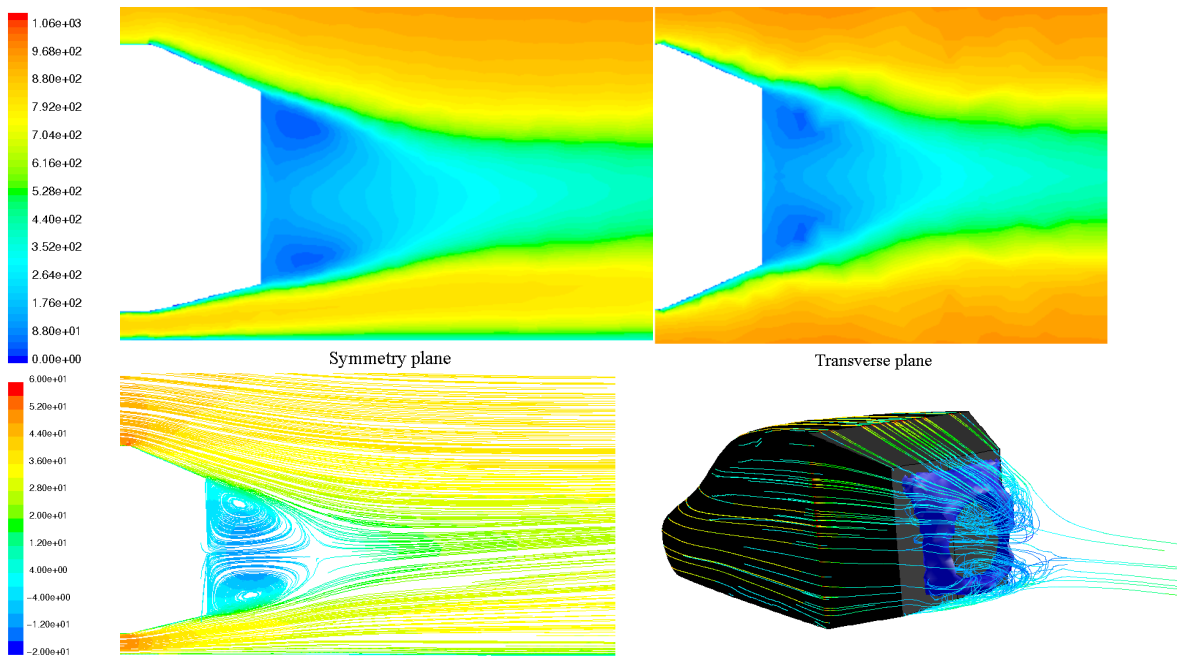 1.06e+03
9.68e+02
8.80e+02
7.92e+02
7.04e+02
6.16e+02
5.28e+02
4.40e+02
3.52e+02
2.64e+02
1.76e+02
8.80e+01
0.00e+00
Symmetry plane
Transverse plane
6.00e+01
5.20e+01
4.40e+01
3.60e+01
2.80e+01
2.00e+01
1.20e+01
4.00e+00
-4.00e+00
-1.20e+01
-2.00e+01